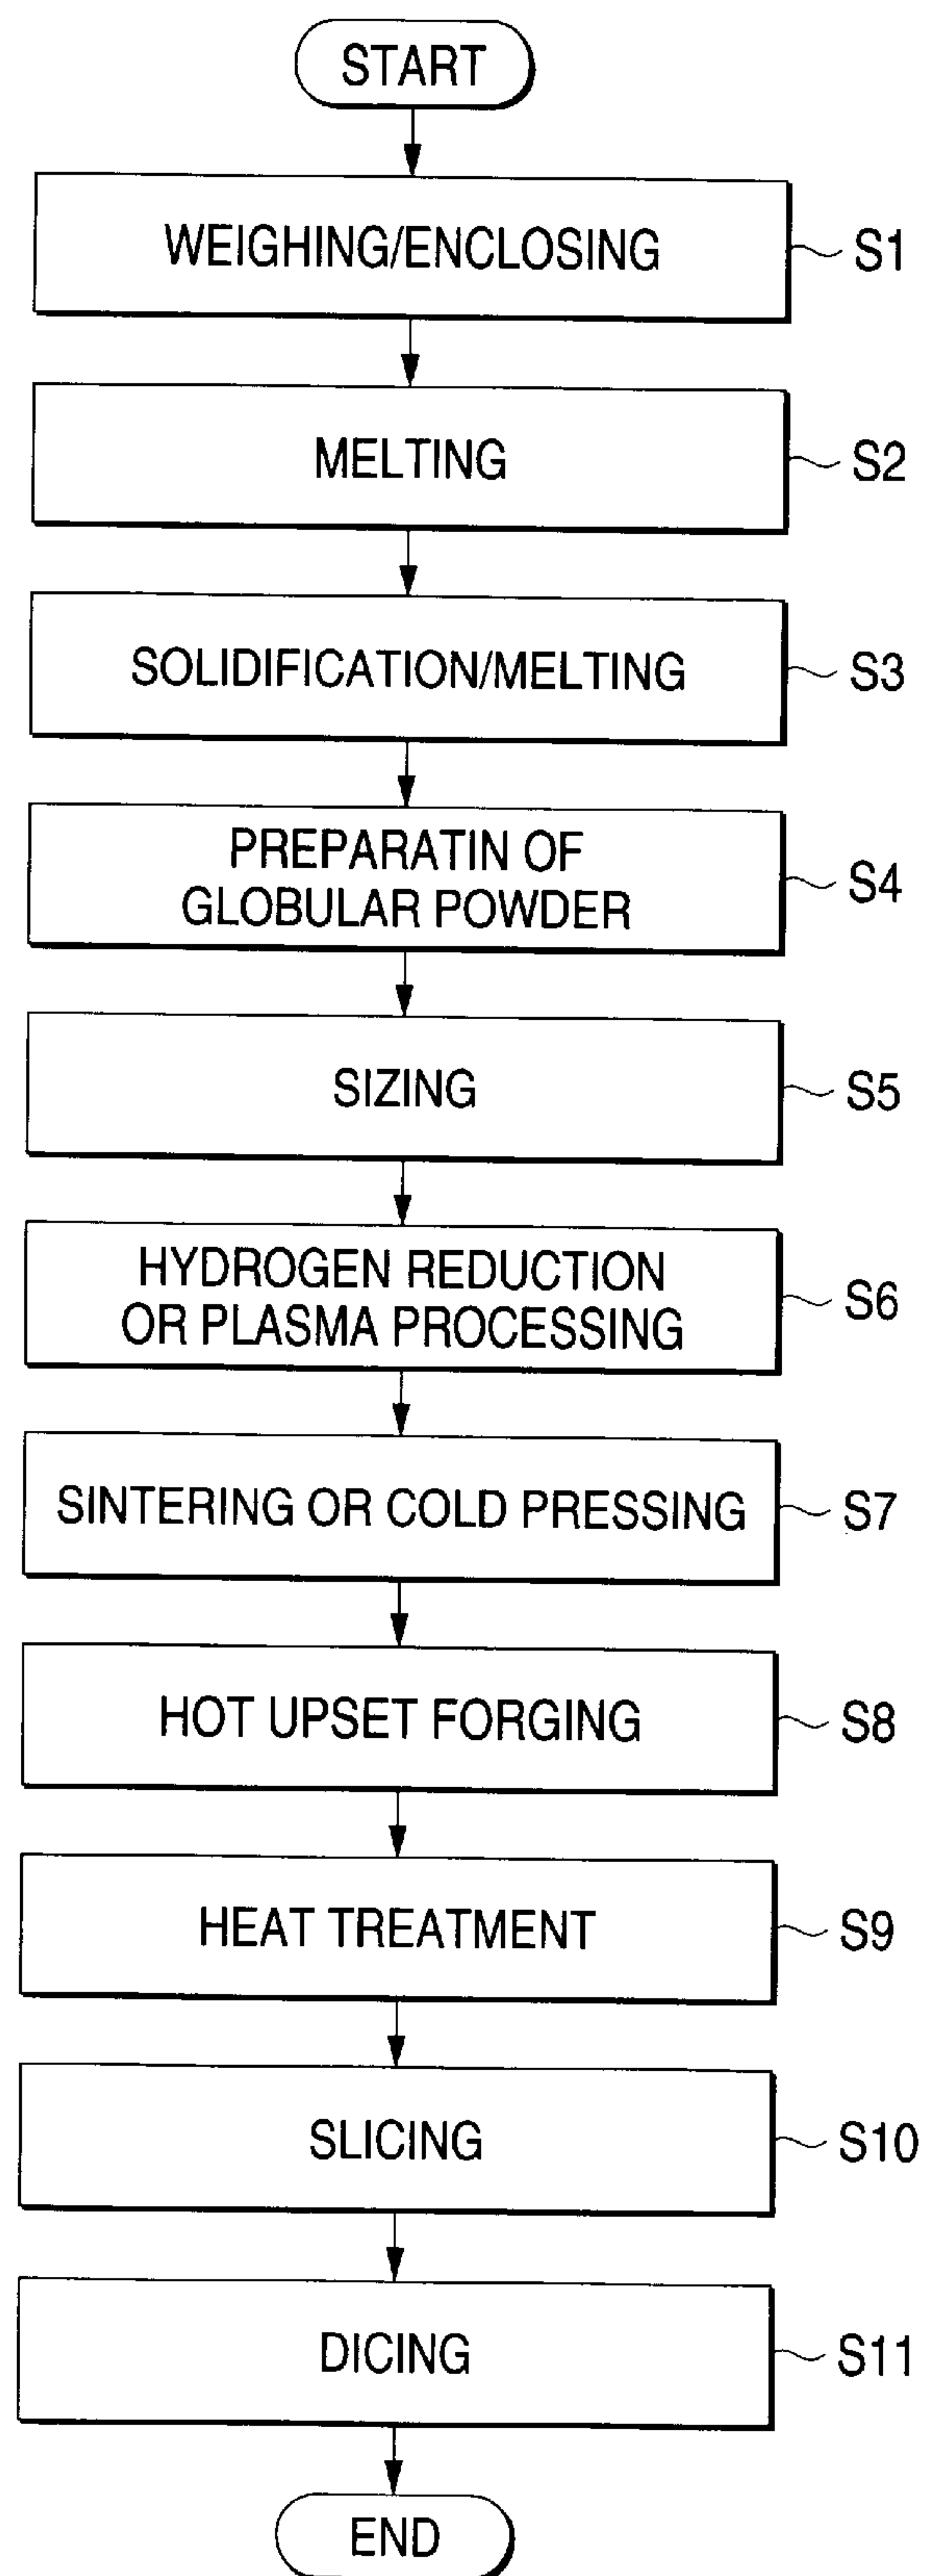 START
WEIGHING/ENCLOSING
S1
MELTING
S2
SOLIDIFICATION/MELTING
S3
PREPARATIN OF
GLOBULAR POWDER
S4
SIZING
S5
HYDROGEN REDUCTION
OR PLASMA PROCESSING
S6
SINTERING OR COLD PRESSING
S7
HOT UPSET FORGING
S8
HEAT TREATMENT
S9
SLICING
S10
DICING
S11
END